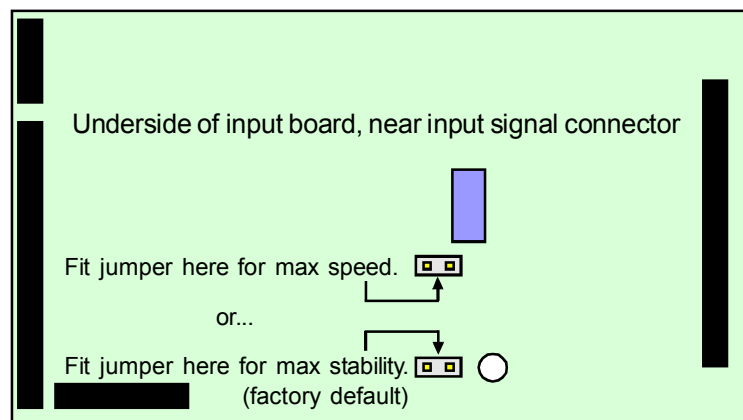 Underside of input board, near input signal connector
Fit jumper here for max speed.
or...
Fit jumper here for max stability.
(factory default)